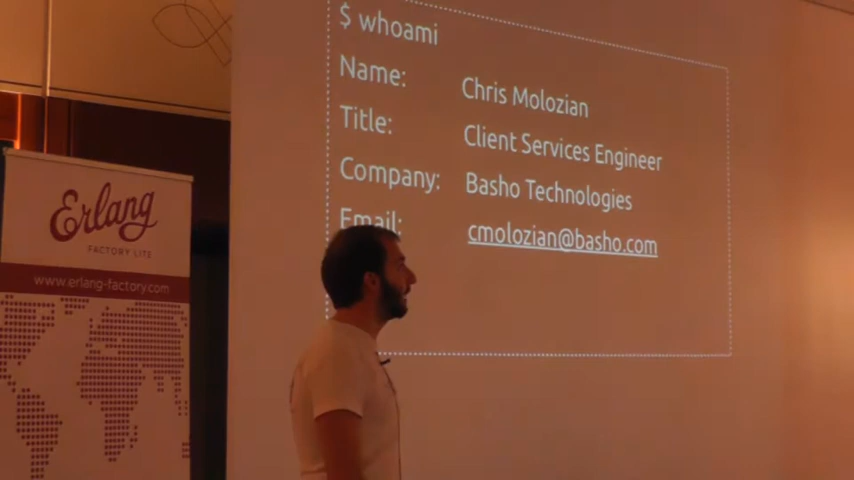 $ whoami
Name: Chris Molozian
Title: Client Services Engineer
Company: Basho Technologies
Email: cmolozian@basho.com
Erlang
FACTORY LITE
www.erlang-factory.com